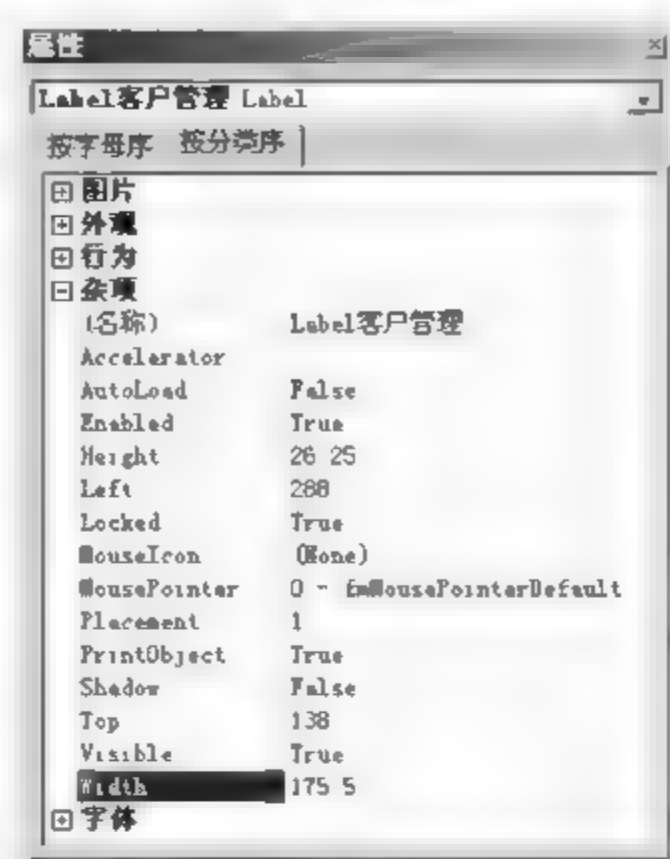 属性
Label客户管理 Label
按字母序 按分类序
图片
外观
行为
杂项
(名称) Label客户管理
Accelerator
AutoLoad False
Enabled True
Height 26 25
Left 288
Locked True
MouseIcon (None)
MousePointer 0 - fmMousePointerDefault
Placement 1
PrintObject True
Shadow False
Top 138
Visible True
Width 175 5
字体